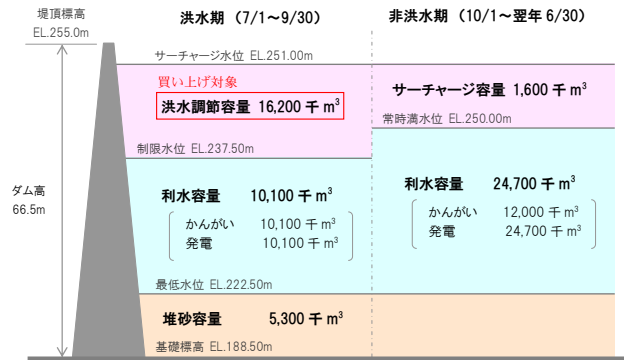 堤頂標高
EL.255.0m
洪水期 (7/1～9/30)
非洪水期 (10/1～翌年 6/30)
サーチャージ水位 EL.251.00m
買い上げ対象
洪水調節容量 16,200 千 m³
サーチャージ容量 1,600 千 m³
常時満水位 EL.250.00m
制限水位 EL.237.50m
ダム高
66.5m
利水容量 10,100 千 m³
かんがい 10,100 千 m³
発電 10,100 千 m³
利水容量 24,700 千 m³
かんがい 12,000 千 m³
発電 24,700 千 m³
最低水位 EL.222.50m
堆砂容量 5,300 千 m³
基礎標高 EL.188.50m